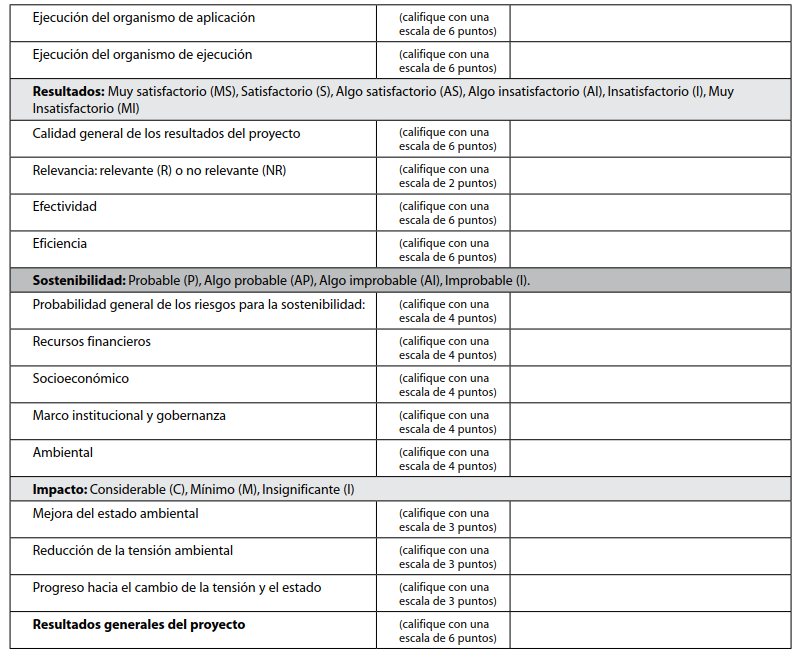 Ejecución del organismo de aplicación
(calificique con una
escala de 6 puntos)
Ejecución del organismo de ejecución
(califique con una
escala de 6 puntos)
Resultados: Muy satisfactorio (MS), Satisfactorio (S), Algo satisfactorio (AS), Algo insatisfactorio (AI), Insatisfactorio (I), Muy
Insatisfactorio (MI)
Calidad general de los resultados del proyecto
(califique con una
escala de 6 puntos)
Relevancia: relevante (R) o no relevante (NR)
(califique con una
escala de 2 puntos)
Efectividad
(califique con una
escala de 6 puntos)
Eficiencia
(califique con una
escala de 6 puntos)
Sostenibilidad: Probable (P), Algo probable (AP), Algo improbable (AI), Improbable (I).
Probabilidad general de los riesgos para la sostenibilidad:
(califique con una
escala de 4 puntos)
Recursos financieros
(califique con una
escala de 4 puntos)
Socioeconómico
(califique con una
escala de 4 puntos)
Marco institucional y gobernanza
(califique con una
escala de 4 puntos)
Ambiental
(califique con una
escala de 4 puntos)
Impacto: Considerable (C), Mínimo (M), Insignificante (I)
Mejora del estado ambiental
(califique con una
escala de 3 puntos)
Reducción de la tensión ambiental
(califique con una
escala de 3 puntos)
Progreso hacia el cambio de la tensión y el estado
(califique con una
escala de 3 puntos)
Resultados generales del proyecto
(califique con una
escala de 6 puntos)